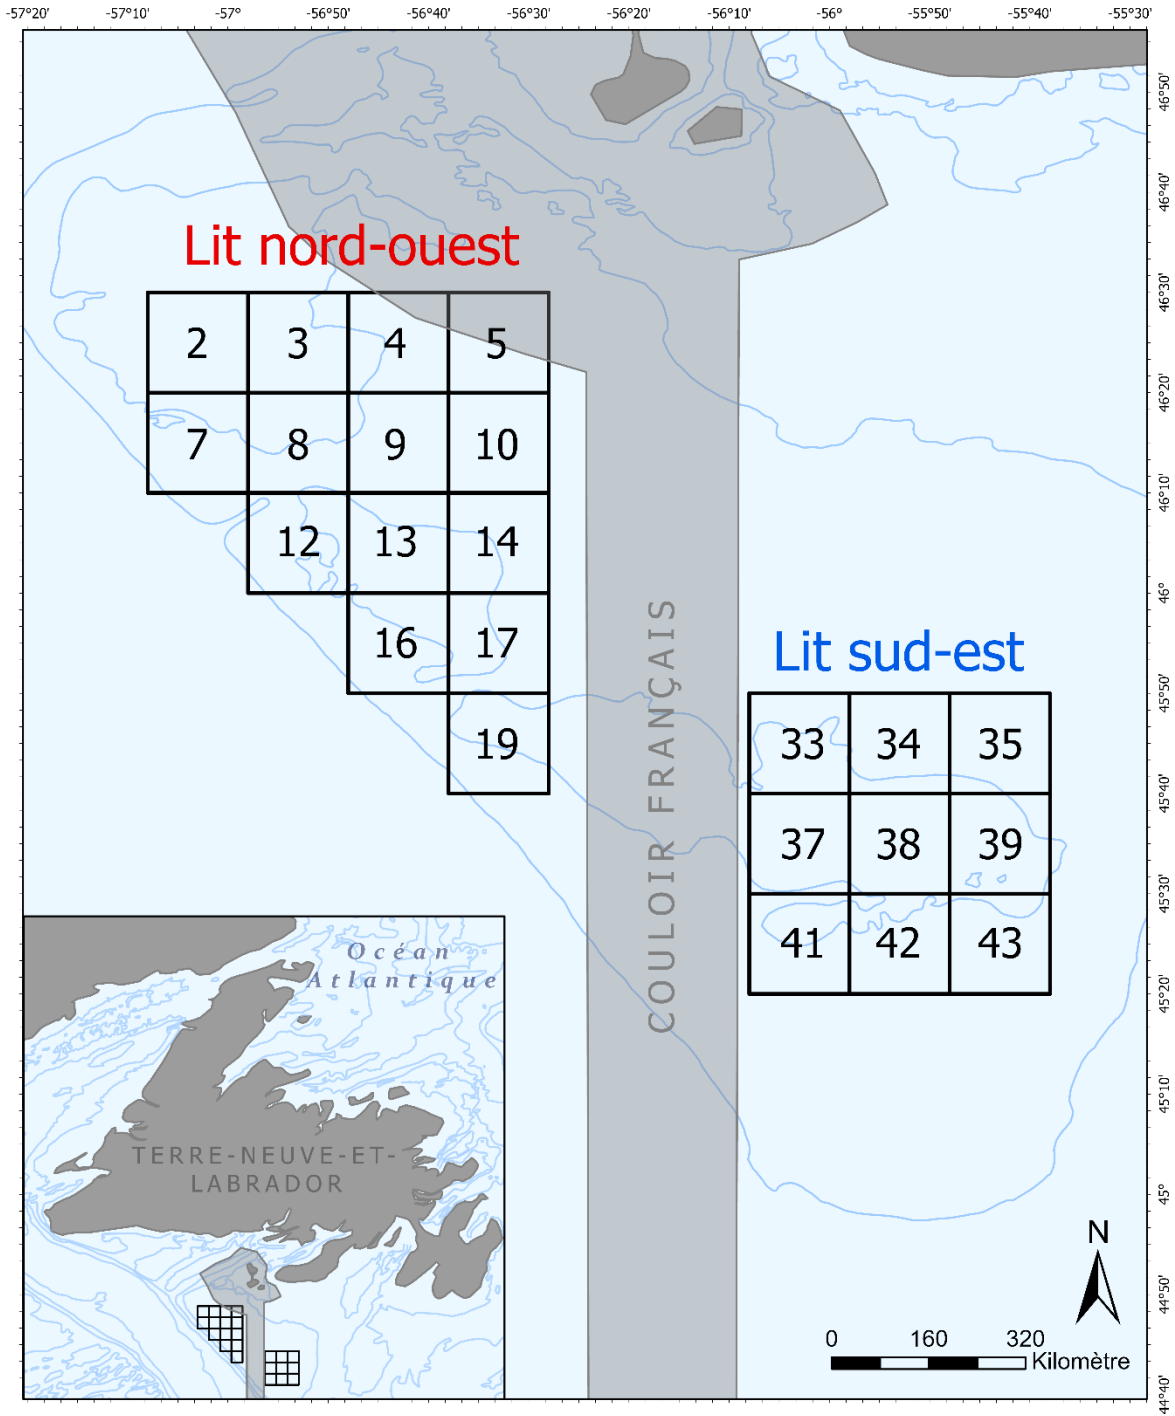 -57°20' -57°10' -57° -56°50' -56°40' -56°30' -56°20' -56°10' -56° -55°50' -55°40' -55°30'
46°50'
46°40'
46°30'
46°20'
46°10'
46°
45°50'
45°40'
45°30'
45°20'
45°10'
45°
44°50'
44°40'
Lit nord-ouest
2 3 4 5
7 8 9 10
12 13 14
16 17
19
COULOIR FRANÇAIS
Lit sud-est
33 34 35
37 38 39
41 42 43
Océan
Atlantique
TERRE-NEUVE-ET-
LABRADOR
N
0 160 320
Kilomètre